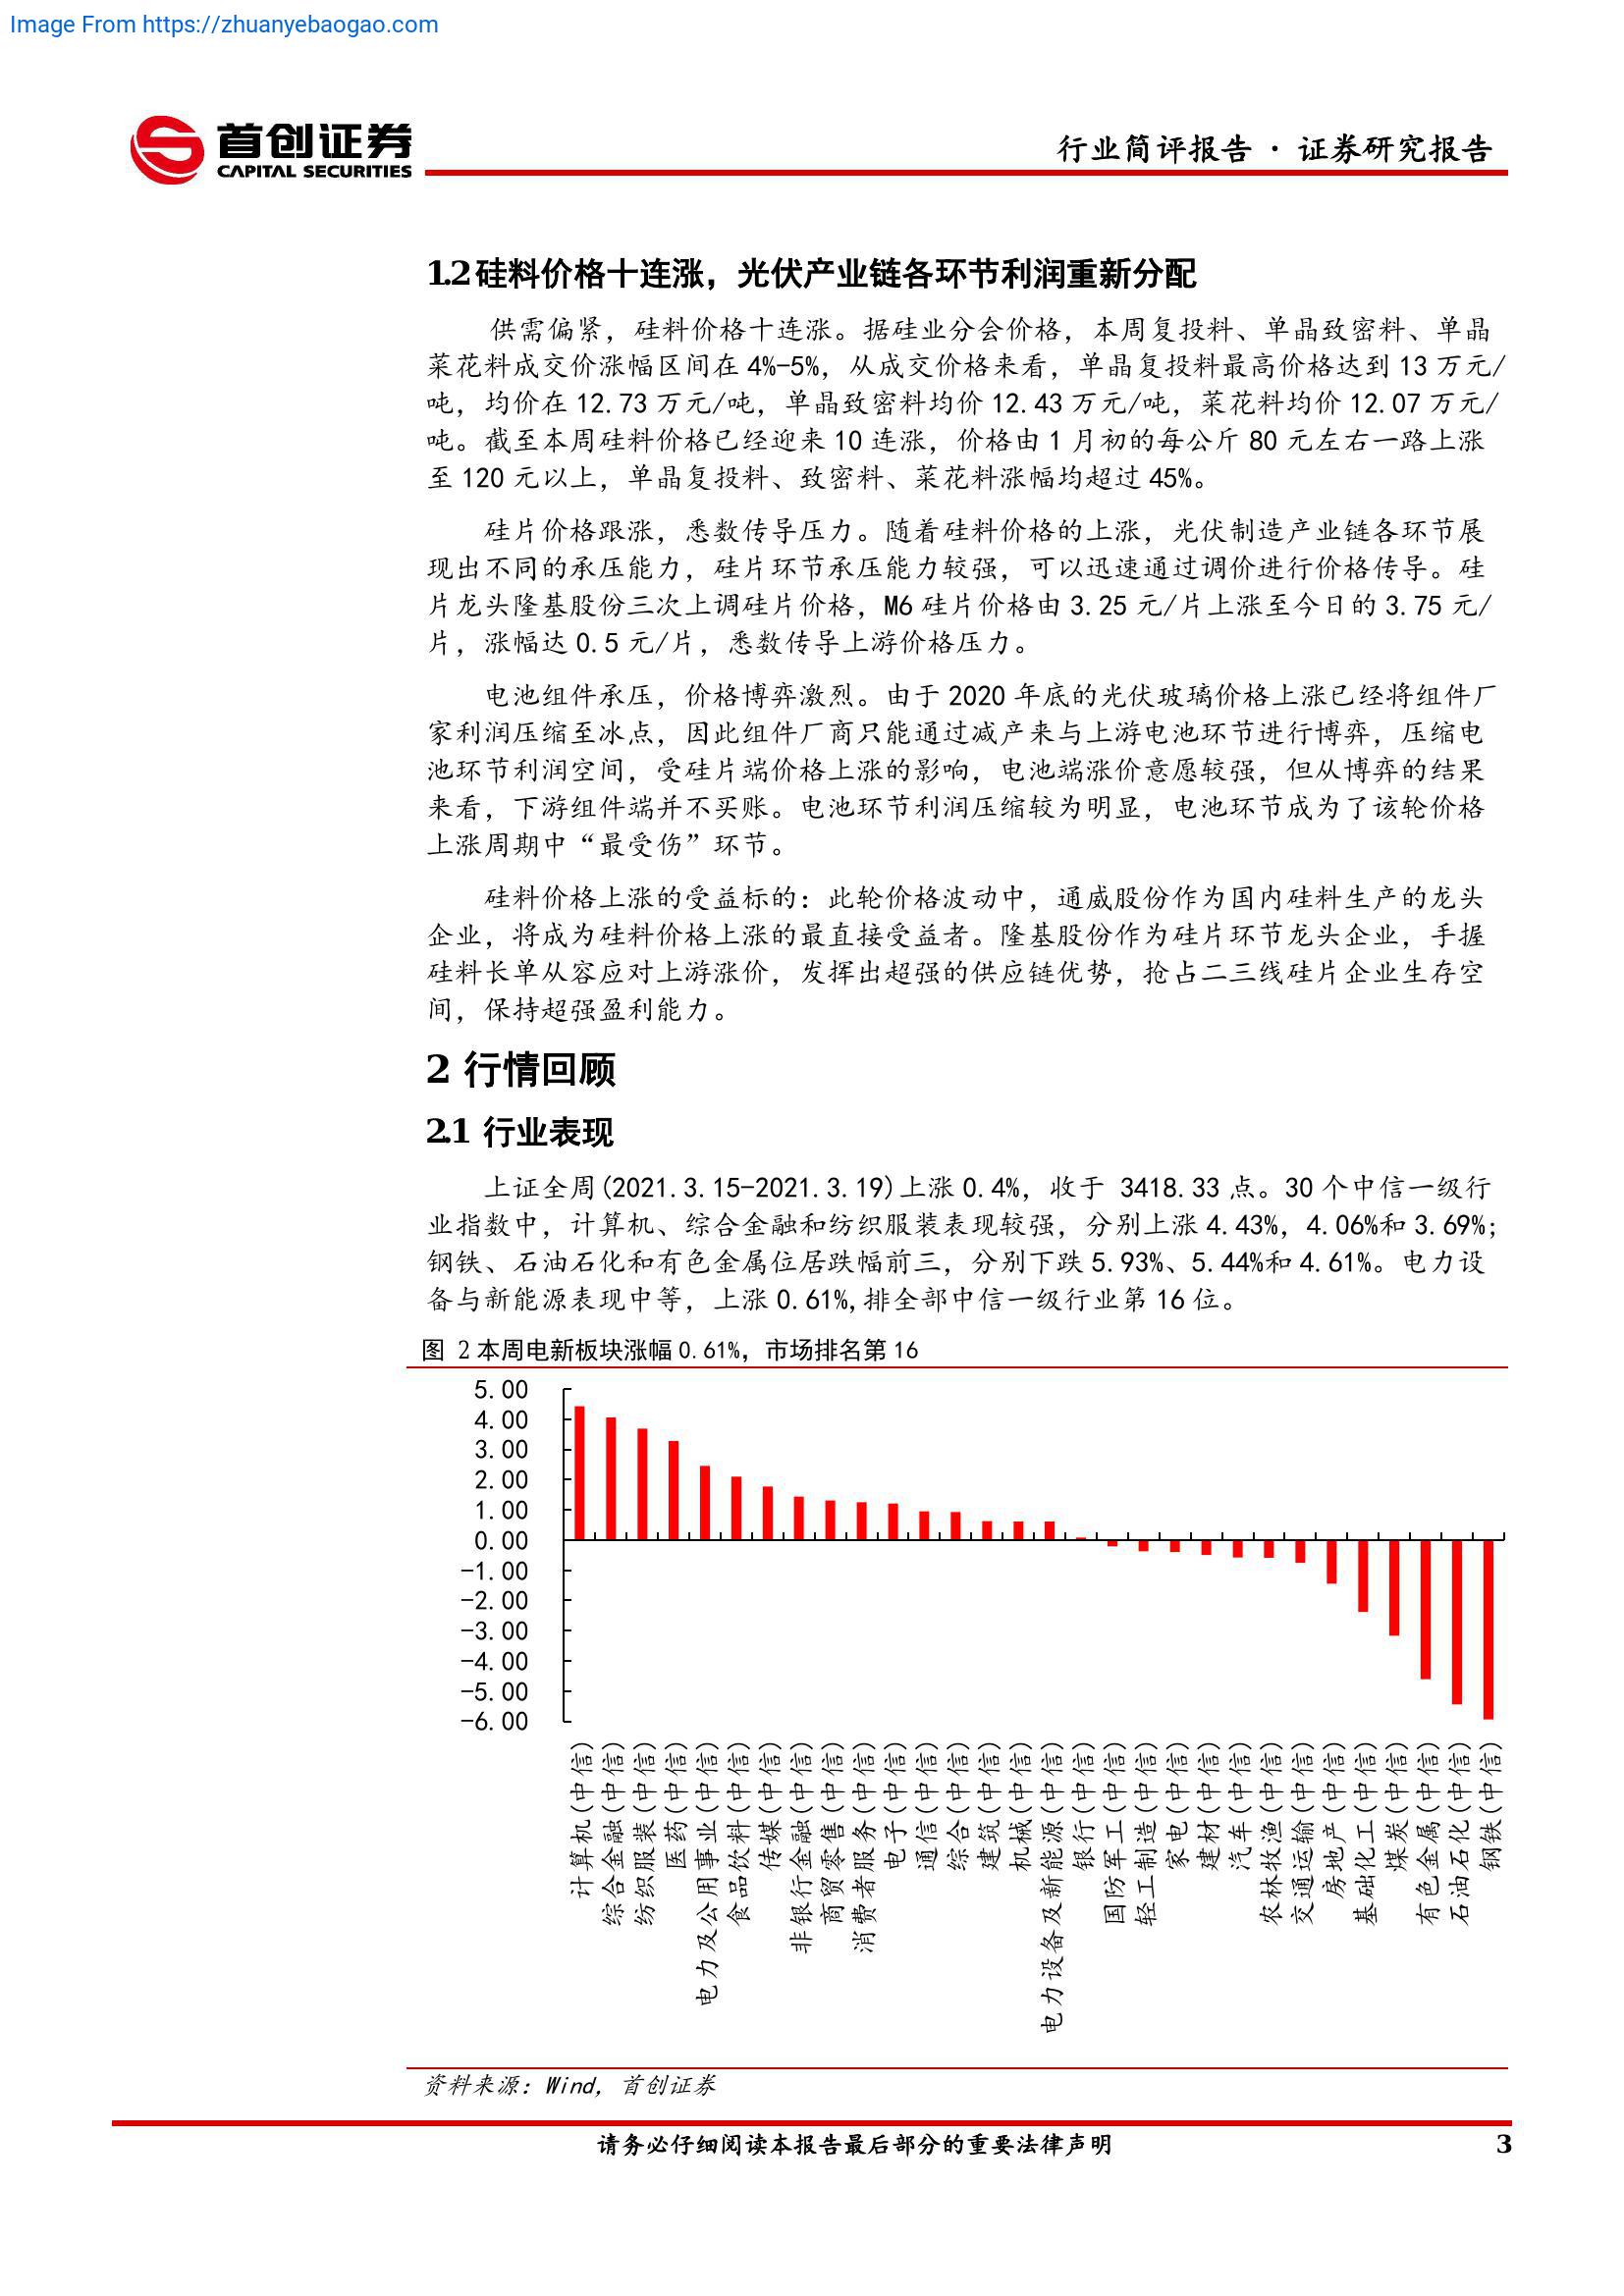 Image From https://zhuanyebaogao.com
首创证券
CAPITAL SECURITIES
行业简评报告 · 证券研究报告
1.2硅料价格十连涨，光伏产业链各环节利润重新分配
供需偏紧，硅料价格十连涨。据硅业分会价格，本周复投料、单晶致密料、单晶
菜花料成交价涨幅区间在 4%-5%，从成交价格来看，单晶复投料最高价格达到 13 万元/
吨，均价在 12.73 万元/吨，单晶致密料均价 12.43 万元/吨，菜花料均价 12.07 万元/
吨。截至本周硅料价格已经迎来 10 连涨，价格由 1 月初的每公斤 80 元左右一路上涨
至 120 元以上，单晶复投料、致密料、菜花料涨幅均超过 45%。
硅片价格跟涨，悉数传导压力。随着硅料价格的上涨，光伏制造产业链各环节展
现出不同的承压能力，硅片环节承压能力较强，可以迅速通过调价进行价格传导。硅
片龙头隆基股份三次上调硅片价格，M6 硅片价格由 3.25 元/片上涨至今日的 3.75 元/
片，涨幅达 0.5 元/片，悉数传导上游价格压力。
电池组件承压，价格博弈激烈。由于 2020 年底的光伏玻璃价格上涨已经将组件厂
家利润压缩至冰点，因此组件厂商只能通过减产来与上游电池环节进行博弈，压缩电
池环节利润空间，受硅片端价格上涨的影响，电池端涨价意愿较强，但从博弈的结果
来看，下游组件端并不买账。电池环节利润压缩较为明显，电池环节成为了该轮价格
上涨周期中“最受伤”环节。
硅料价格上涨的受益标的：此轮价格波动中，通威股份作为国内硅料生产的龙头
企业，将成为硅料价格上涨的最直接受益者。隆基股份作为硅片环节龙头企业，手握
硅料长单从容应对上游涨价，发挥出超强的供应链优势，抢占二三线硅片企业生存空
间，保持超强盈利能力。
2 行情回顾
2.1 行业表现
上证全周(2021.3.15-2021.3.19)上涨 0.4%，收于 3418.33 点。30 个中信一级行
业指数中，计算机、综合金融和纺织服装表现较强，分别上涨 4.43%，4.06%和 3.69%；
钢铁、石油石化和有色金属位居跌幅前三，分别下跌 5.93%、5.44%和 4.61%。电力设
备与新能源表现中等，上涨 0.61%,排全部中信一级行业第 16 位。
图 2 本周电新板块涨幅 0.61%，市场排名第 16
5.00
4.00
3.00
2.00
1.00
0.00
-1.00
-2.00
-3.00
-4.00
-5.00
-6.00
计算机(中信)
综合金融(中信)
纺织服装(中信)
医药(中信)
电力及公用事业(中信)
食品饮料(中信)
传媒(中信)
非银行金融(中信)
商贸零售(中信)
消费者服务(中信)
电子(中信)
通信(中信)
综合(中信)
建筑(中信)
机械(中信)
电力设备及新能源(中信)
银行(中信)
国防军工(中信)
轻工制造(中信)
家电(中信)
建材(中信)
汽车(中信)
农林牧渔(中信)
交通运输(中信)
房地产(中信)
基础化工(中信)
煤炭(中信)
有色金属(中信)
石油石化(中信)
钢铁(中信)
资料来源：Wind，首创证券
请务必仔细阅读本报告最后部分的重要法律声明
3